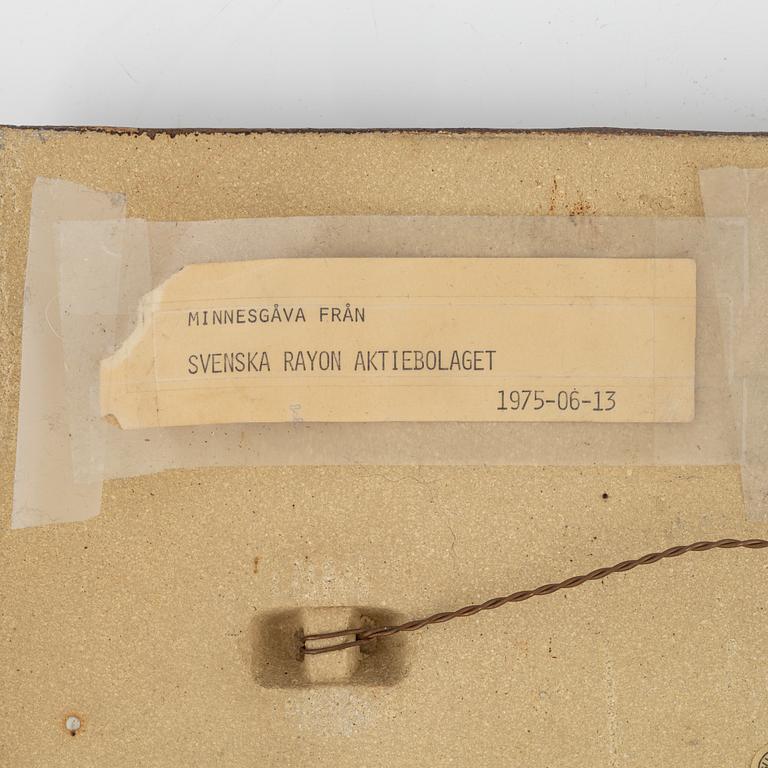 MINNESGÅVA FRÅN
SVENSKA RAYON AKTIEBOLAGET
1975-06-13